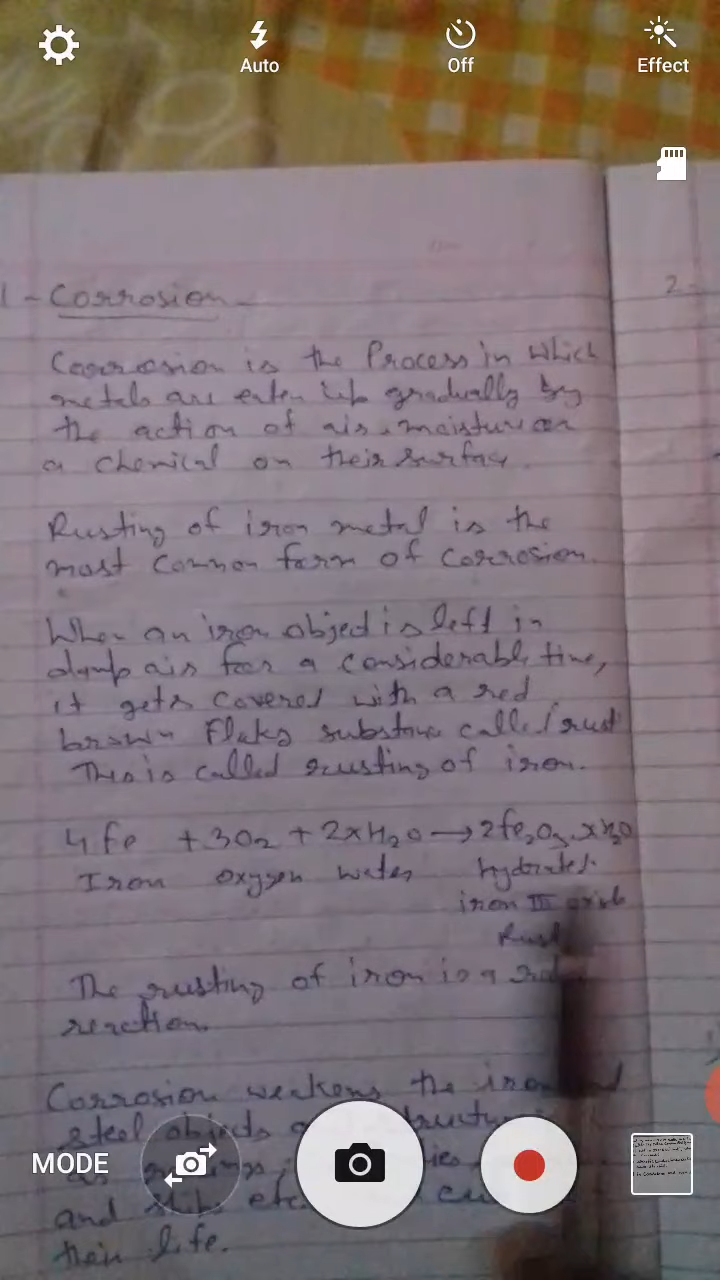 Auto
Off
Effect
1 - Corrosion -
2-
Corrosion is the Process in which
metals are eaten up gradually by
the action of air, moisture or
a chemical on their surface.
Rusting of iron metal is the
most common form of corrosion.
When an iron object is left in
damp air for a considerable time,
it gets covered with a red
brown flaky substance called rust
This is called rusting of iron.
4Fe + 3O2 + 2xH2O → 2Fe2O3.xH2O
Iron oxygen water hydrated
iron III oxide
Rust
The rusting of iron is a
reaction.
Corrosion weakens the iron and
steel objects
MODE
and etc.
their life.